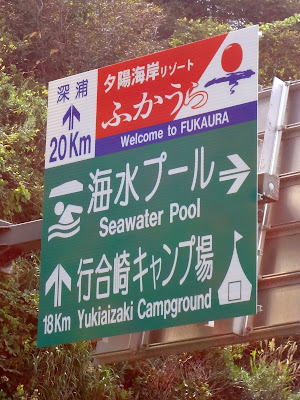 深浦
20Km
夕陽海岸リゾート
ふかうら
Welcome to FUKAURA
海水プール
Seawater Pool
行合崎キャンプ場
18Km Yukiaizaki Campground